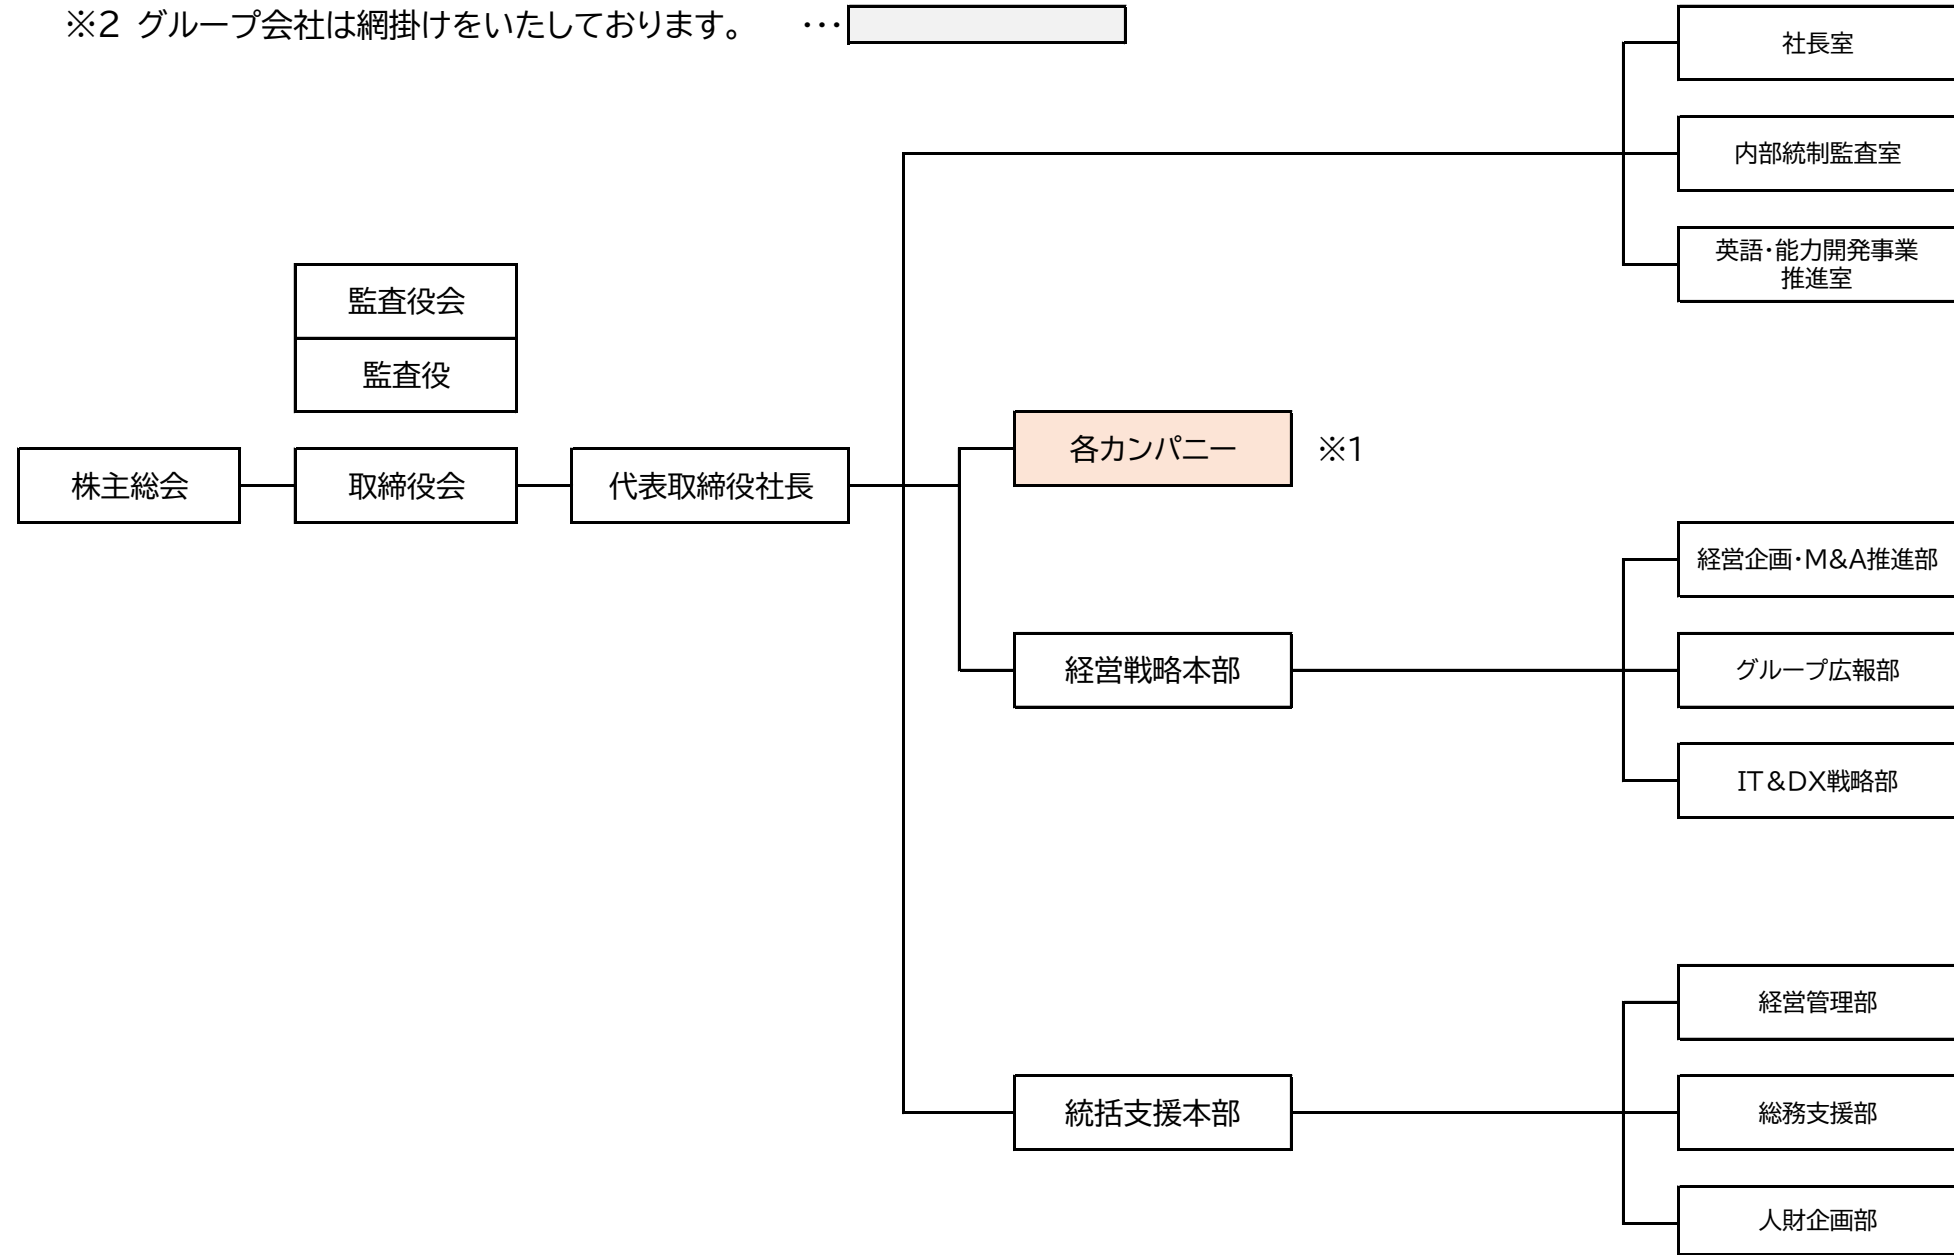 ※2 グループ会社は網掛けをいたしております。 …
社長室
内部統制監査室
英語・能力開発事業
推進室
監査役会
監査役
株主総会
取締役会
代表取締役社長
各カンパニー ※1
経営企画・M&A推進部
経営戦略本部
グループ広報部
IT&DX戦略部
経営管理部
統括支援本部
総務支援部
人財企画部